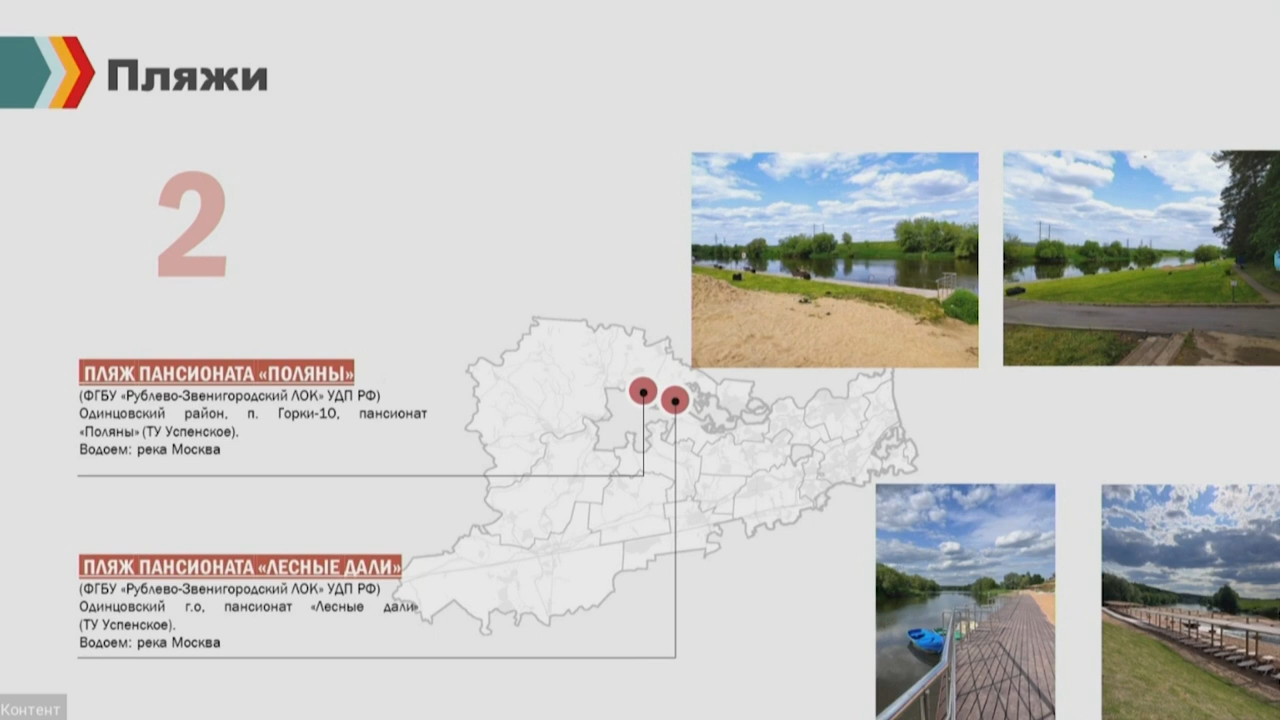 Пляжи
2
ПЛЯЖ ПАНСИОНАТА «ПОЛЯНЫ»
(ФГБУ «Рублево-Звенигородский ЛОК» УДП РФ)
Одинцовский район, п. Горки-10, пансионат
«Поляны» (ТУ Успенское).
Водоем: река Москва
ПЛЯЖ ПАНСИОНАТА «ЛЕСНЫЕ ДАЛИ»
(ФГБУ «Рублево-Звенигородский ЛОК» УДП РФ)
Одинцовский г.о, пансионат «Лесные дали»
(ТУ Успенское).
Водоем: река Москва
Контент